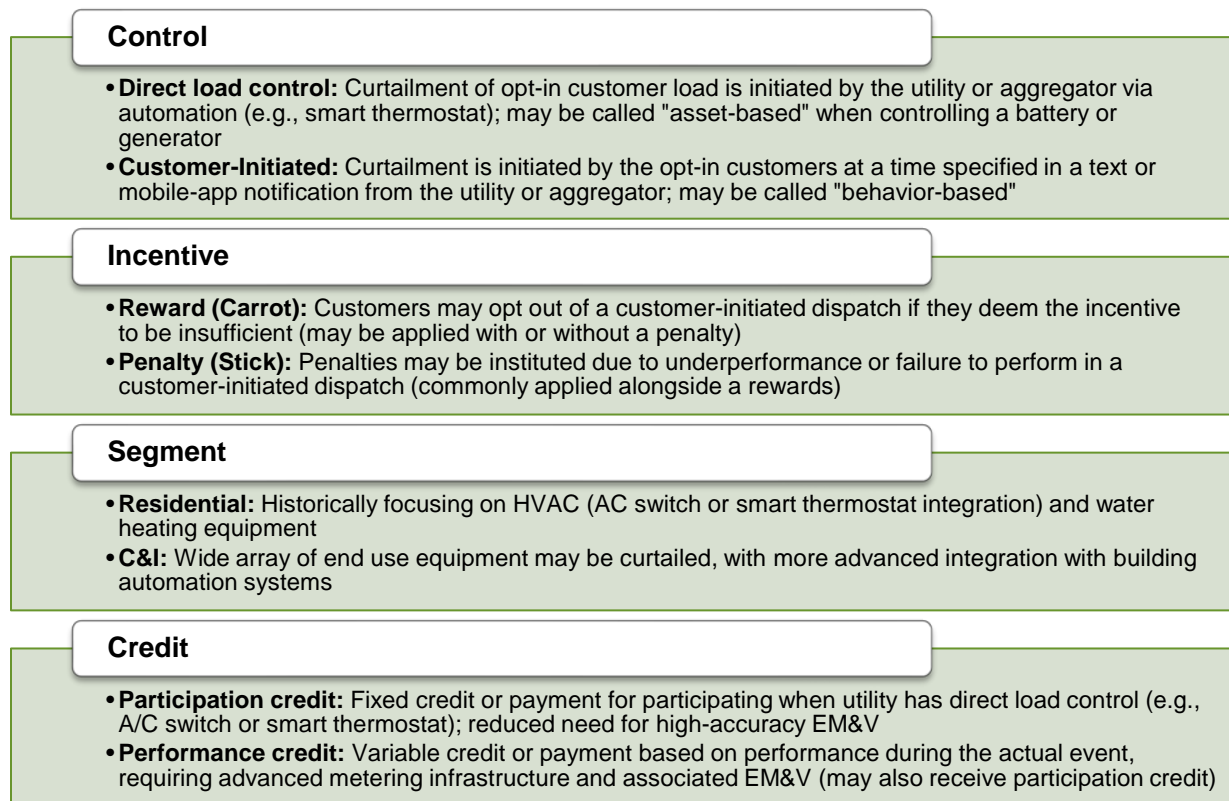 Control
•Direct load control: Curtailment of opt-in customer load is initiated by the utility or aggregator via
automation (e.g., smart thermostat); may be called "asset-based" when controlling a battery or
generator
•Customer-Initiated: Curtailment is initiated by the opt-in customers at a time specified in a text or
mobile-app notification from the utility or aggregator; may be called "behavior-based"
Incentive
•Reward (Carrot): Customers may opt out of a customer-initiated dispatch if they deem the incentive
to be insufficient (may be applied with or without a penalty)
•Penalty (Stick): Penalties may be instituted due to underperformance or failure to perform in a
customer-initiated dispatch (commonly applied alongside a rewards)
Segment
•Residential: Historically focusing on HVAC (AC switch or smart thermostat integration) and water
heating equipment
•C&I: Wide array of end use equipment may be curtailed, with more advanced integration with building
automation systems
Credit
•Participation credit: Fixed credit or payment for participating when utility has direct load control (e.g.,
A/C switch or smart thermostat); reduced need for high-accuracy EM&V
•Performance credit: Variable credit or payment based on performance during the actual event,
requiring advanced metering infrastructure and associated EM&V (may also receive participation credit)